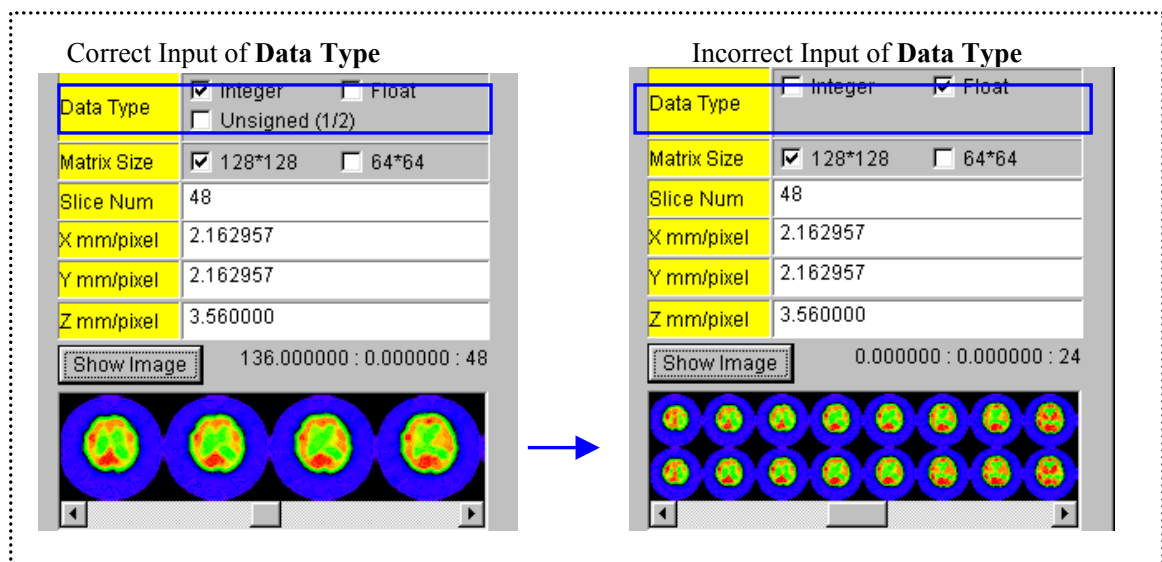 Correct Input of Data Type
Data Type
Integer Float
Unsigned (1/2)
Matrix Size 128*128 64*64
Slice Num 48
X mm/pixel 2.162957
Y mm/pixel 2.162957
Z mm/pixel 3.560000
Show Image 136.000000 : 0.000000 : 48
Incorrect Input of Data Type
Data Type
Integer Float
Matrix Size 128*128 64*64
Slice Num 48
X mm/pixel 2.162957
Y mm/pixel 2.162957
Z mm/pixel 3.560000
Show Image 0.000000 : 0.000000 : 24